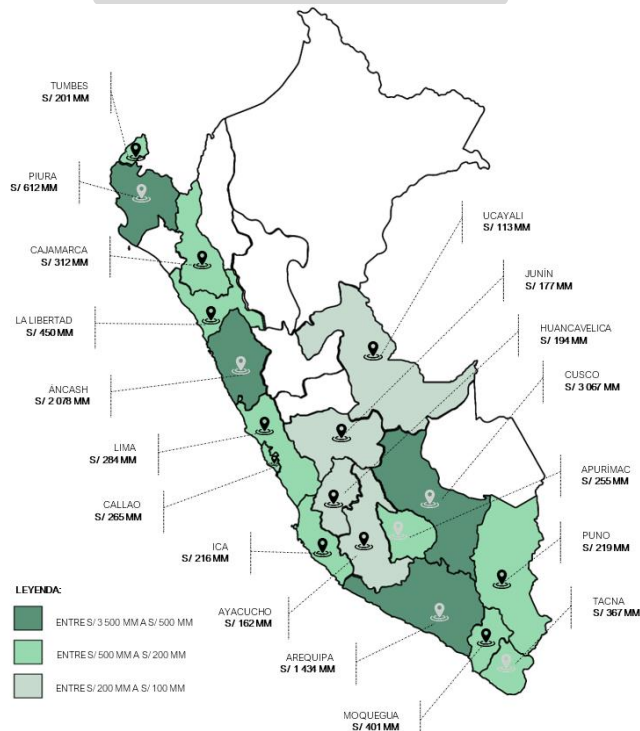 TUMBES
S/ 201 MM
PIURA
S/ 612 MM
CAJAMARCA
S/ 312 MM
LA LIBERTAD
S/ 450 MM
ÁNCASH
S/ 2 078 MM
LIMA
S/ 284 MM
CALLAO
S/ 265 MM
ICA
S/ 216 MM
AYACUCHO
S/ 162 MM
AREQUIPA
S/ 1 434 MM
MOQUEGUA
S/ 401 MM
UCAYALI
S/ 113 MM
JUNÍN
S/ 177 MM
HUANCAVELICA
S/ 194 MM
CUSCO
S/ 3 067 MM
APURÍMAC
S/ 255 MM
PUNO
S/ 219 MM
TACNA
S/ 367 MM
LEYENDA:
ENTRE S/ 3 500 MM A S/ 500 MM
ENTRE S/ 500 MM A S/ 200 MM
ENTRE S/ 200 MM A S/ 100 MM